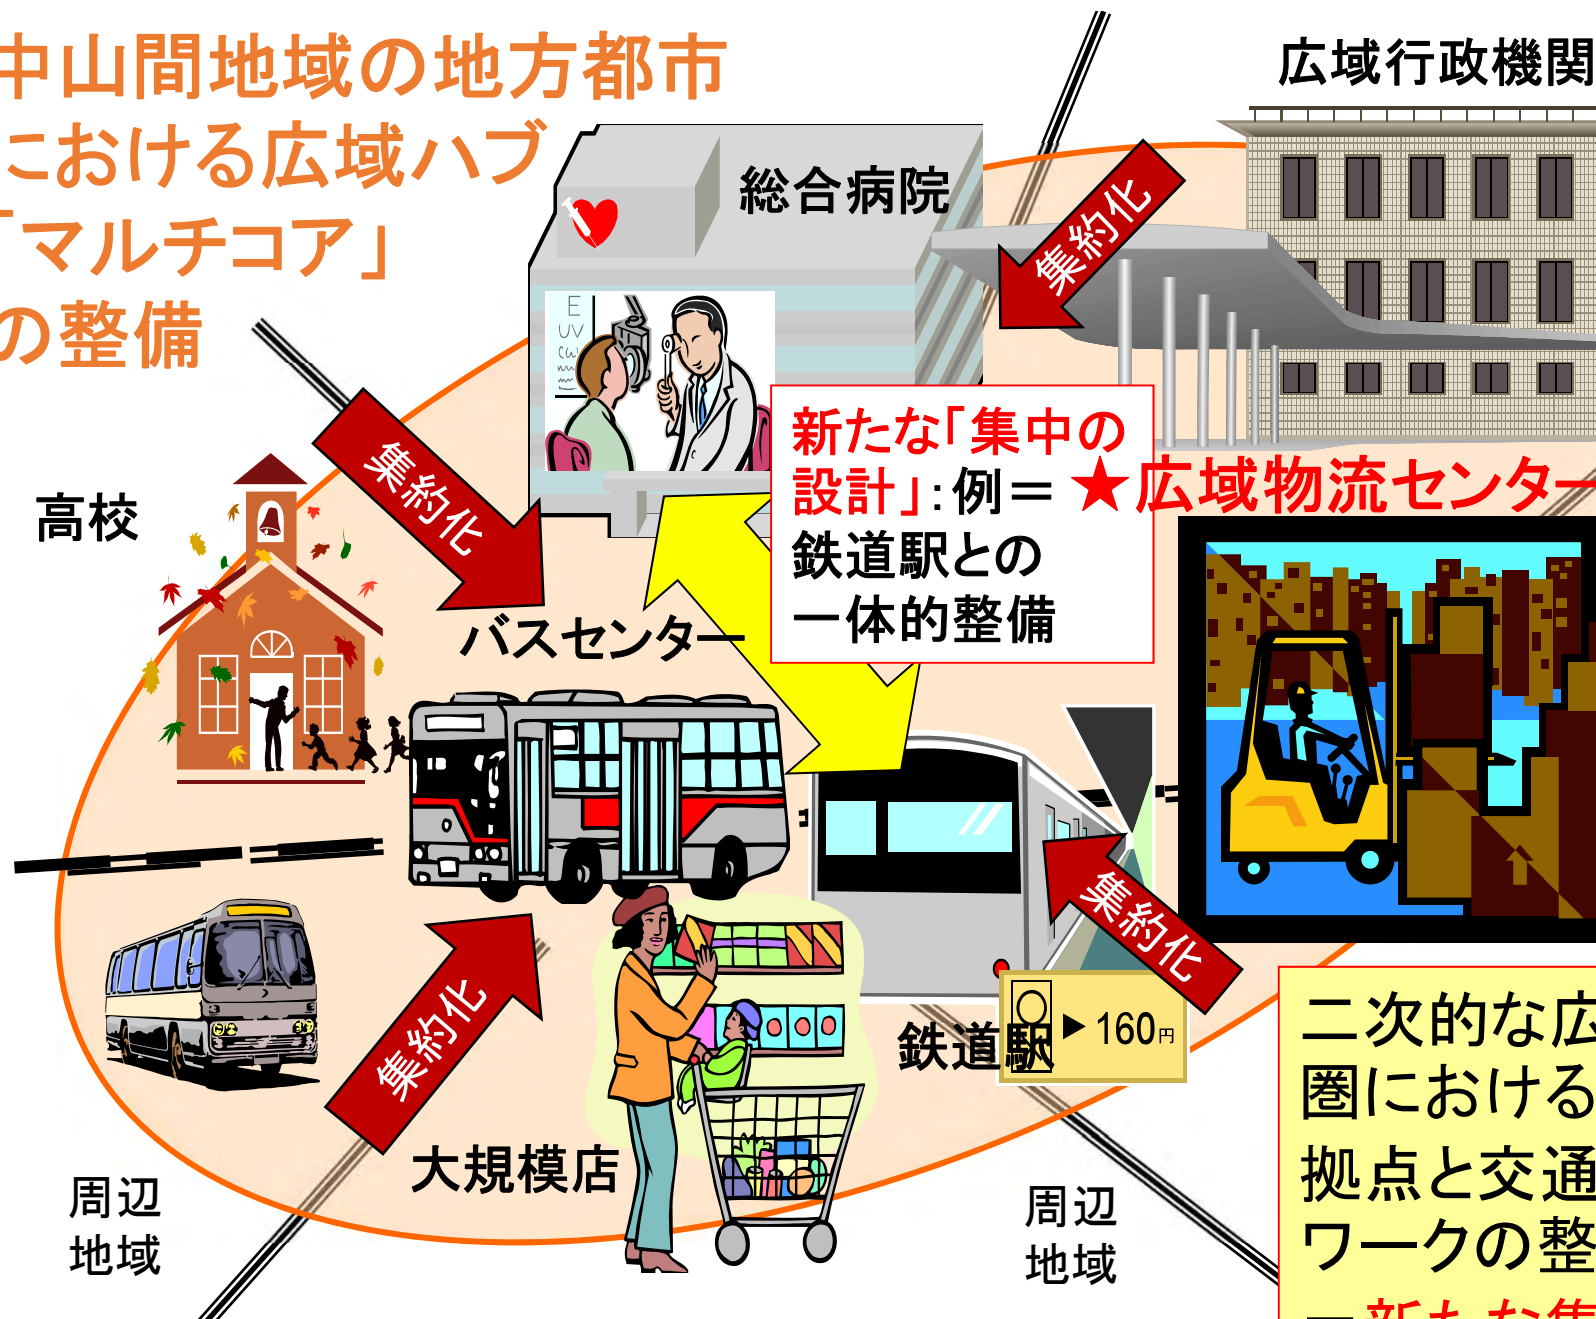 中山間地域の地方都市
における広域ハブ
「マルチコア」
の整備
広域行政機関
総合病院
集約化
E
UV
新たな「集中の
設計」:例=
鉄道駅との
一体的整備
★広域物流センター
集約化
高校
バスセンター
集約化
集約化
鉄道駅
▶160円
大規模店
周辺
地域
周辺
地域
二次的な広
圏における
拠点と交通
ワークの整
＝新たな集